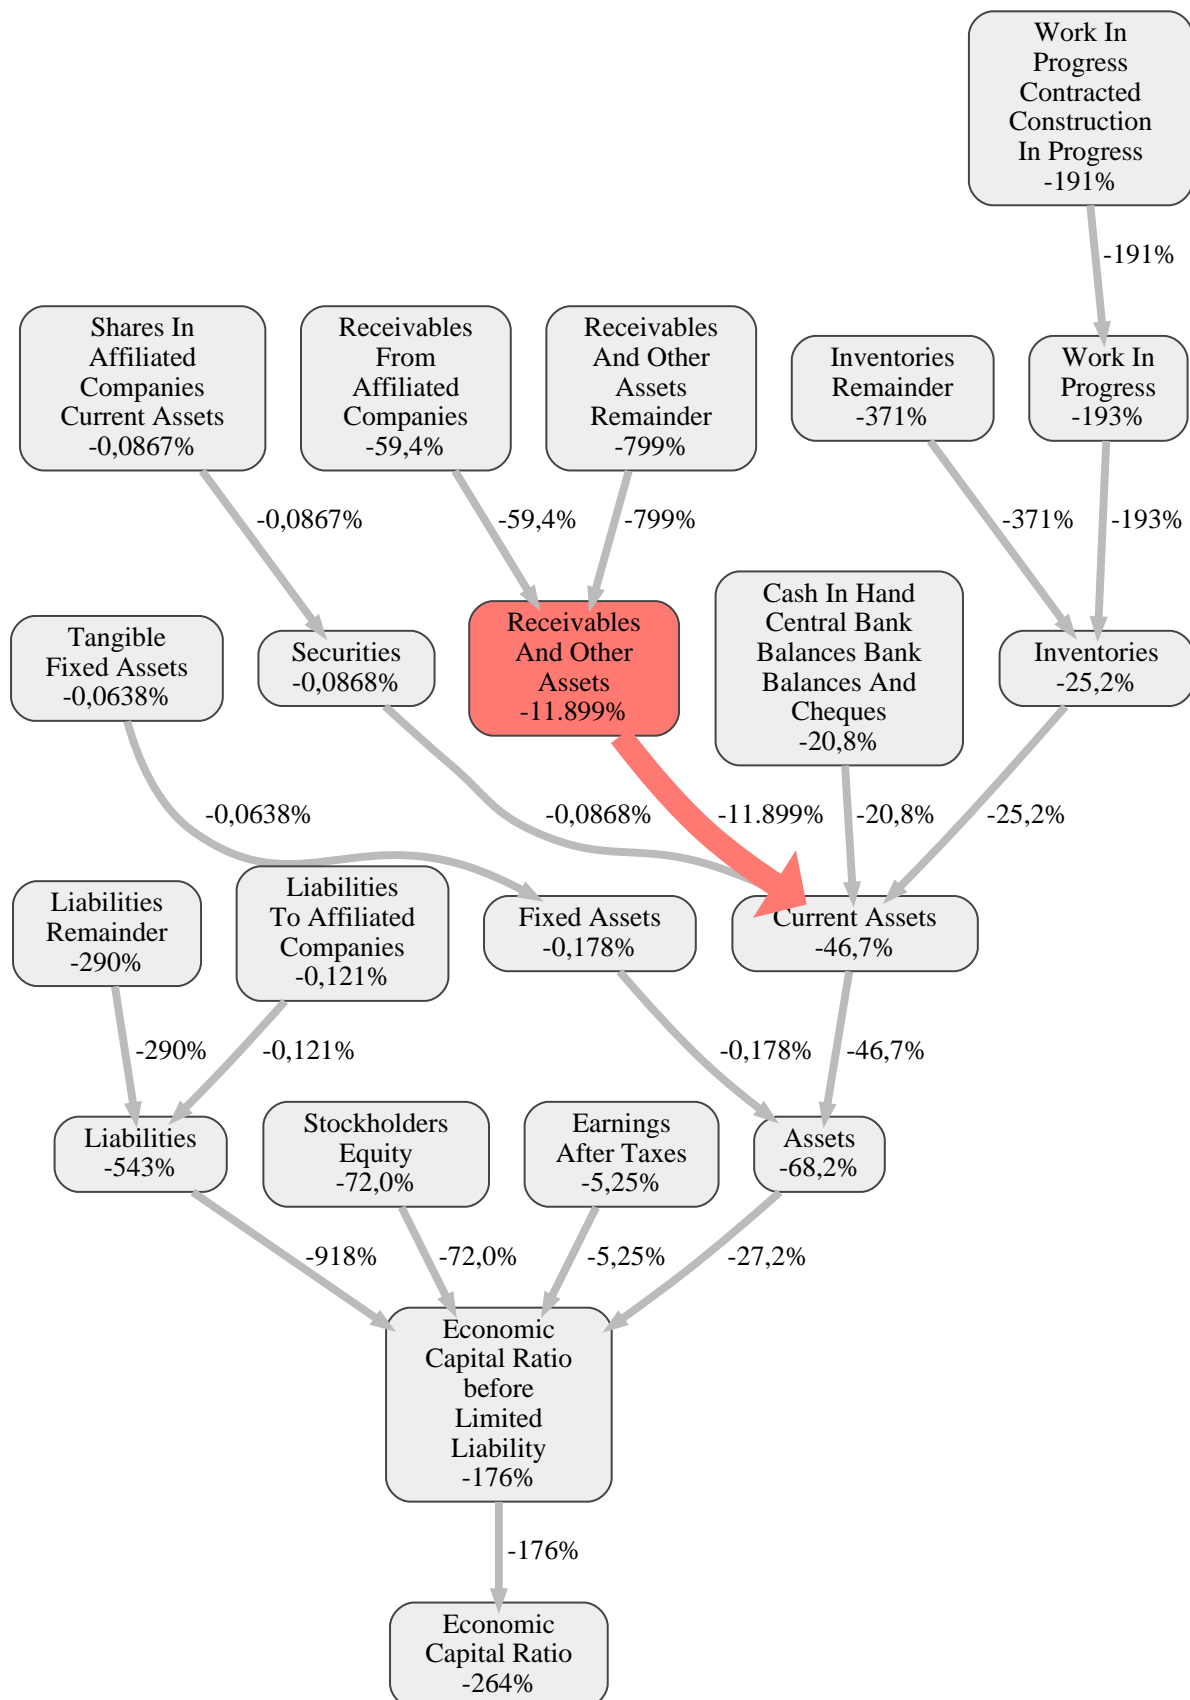 Work In
Progress
Contracted
Construction
In Progress
-191%
-191%
Shares In
Affiliated
Companies
Current Assets
-0,0867%
Receivables
From
Affiliated
Companies
-59,4%
Receivables
And Other
Assets
Remainder
-799%
Inventories
Remainder
-371%
Work In
Progress
-193%
-0,0867%
-59,4%
-799%
-371%
-193%
Tangible
Fixed Assets
-0,0638%
Securities
-0,0868%
Receivables
And Other
Assets
-11.899%
Cash In Hand
Central Bank
Balances Bank
Balances And
Cheques
-20,8%
Inventories
-25,2%
-0,0638%
-0,0868%
-11.899%
-20,8%
-25,2%
Liabilities
Remainder
-290%
Liabilities
To Affiliated
Companies
-0,121%
Fixed Assets
-0,178%
Current Assets
-46,7%
-290%
-0,121%
-0,178%
-46,7%
Liabilities
-543%
Stockholders
Equity
-72,0%
Earnings
After Taxes
-5,25%
Assets
-68,2%
-918%
-72,0%
-5,25%
-27,2%
Economic
Capital Ratio
before
Limited
Liability
-176%
-176%
Economic
Capital Ratio
-264%